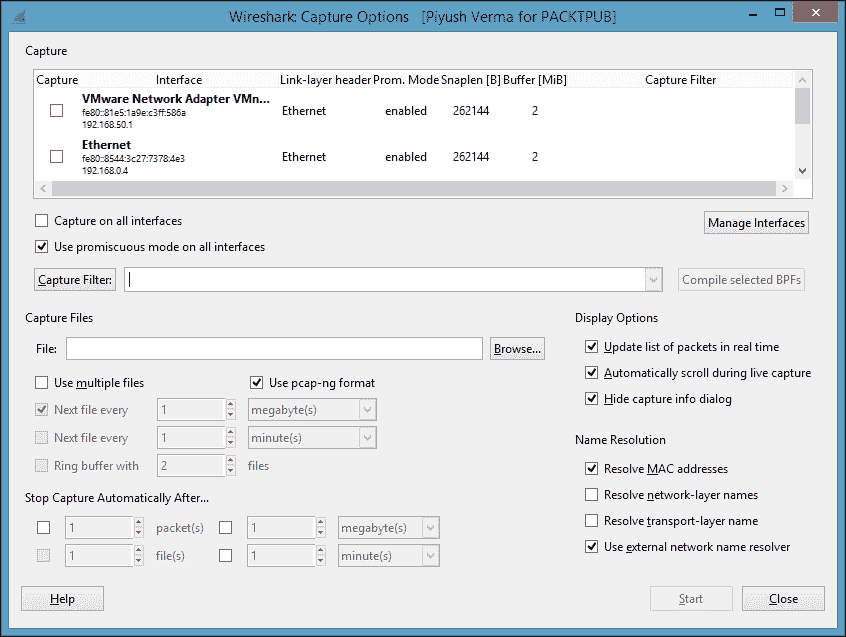 Wireshark: Capture Options [Piyush Verma for PACKTPUB]
Capture
Capture Interface Link-layer header Prom. Mode Snaplen [B] Buffer [MiB] Capture Filter
VMware Network Adapter VMn...
fe80::81e5:1a9e:c3ff:586a
192.168.50.1
Ethernet enabled 262144 2
Ethernet
fe80::8544:3c27:7378:4e3
192.168.0.4
Ethernet enabled 262144 2
Capture on all interfaces
Manage Interfaces
Use promiscuous mode on all interfaces
Capture Filter:
Compile selected BPFs
Capture Files
File:
Browse...
Use multiple files
Use pcap-ng format
Next file every 1 megabyte(s)
Next file every 1 minute(s)
Ring buffer with 2 files
Stop Capture Automatically After...
1 packet(s) 1 megabyte(s)
1 file(s) 1 minute(s)
Display Options
Update list of packets in real time
Automatically scroll during live capture
Hide capture info dialog
Name Resolution
Resolve MAC addresses
Resolve network-layer names
Resolve transport-layer name
Use external network name resolver
Help
Start
Close